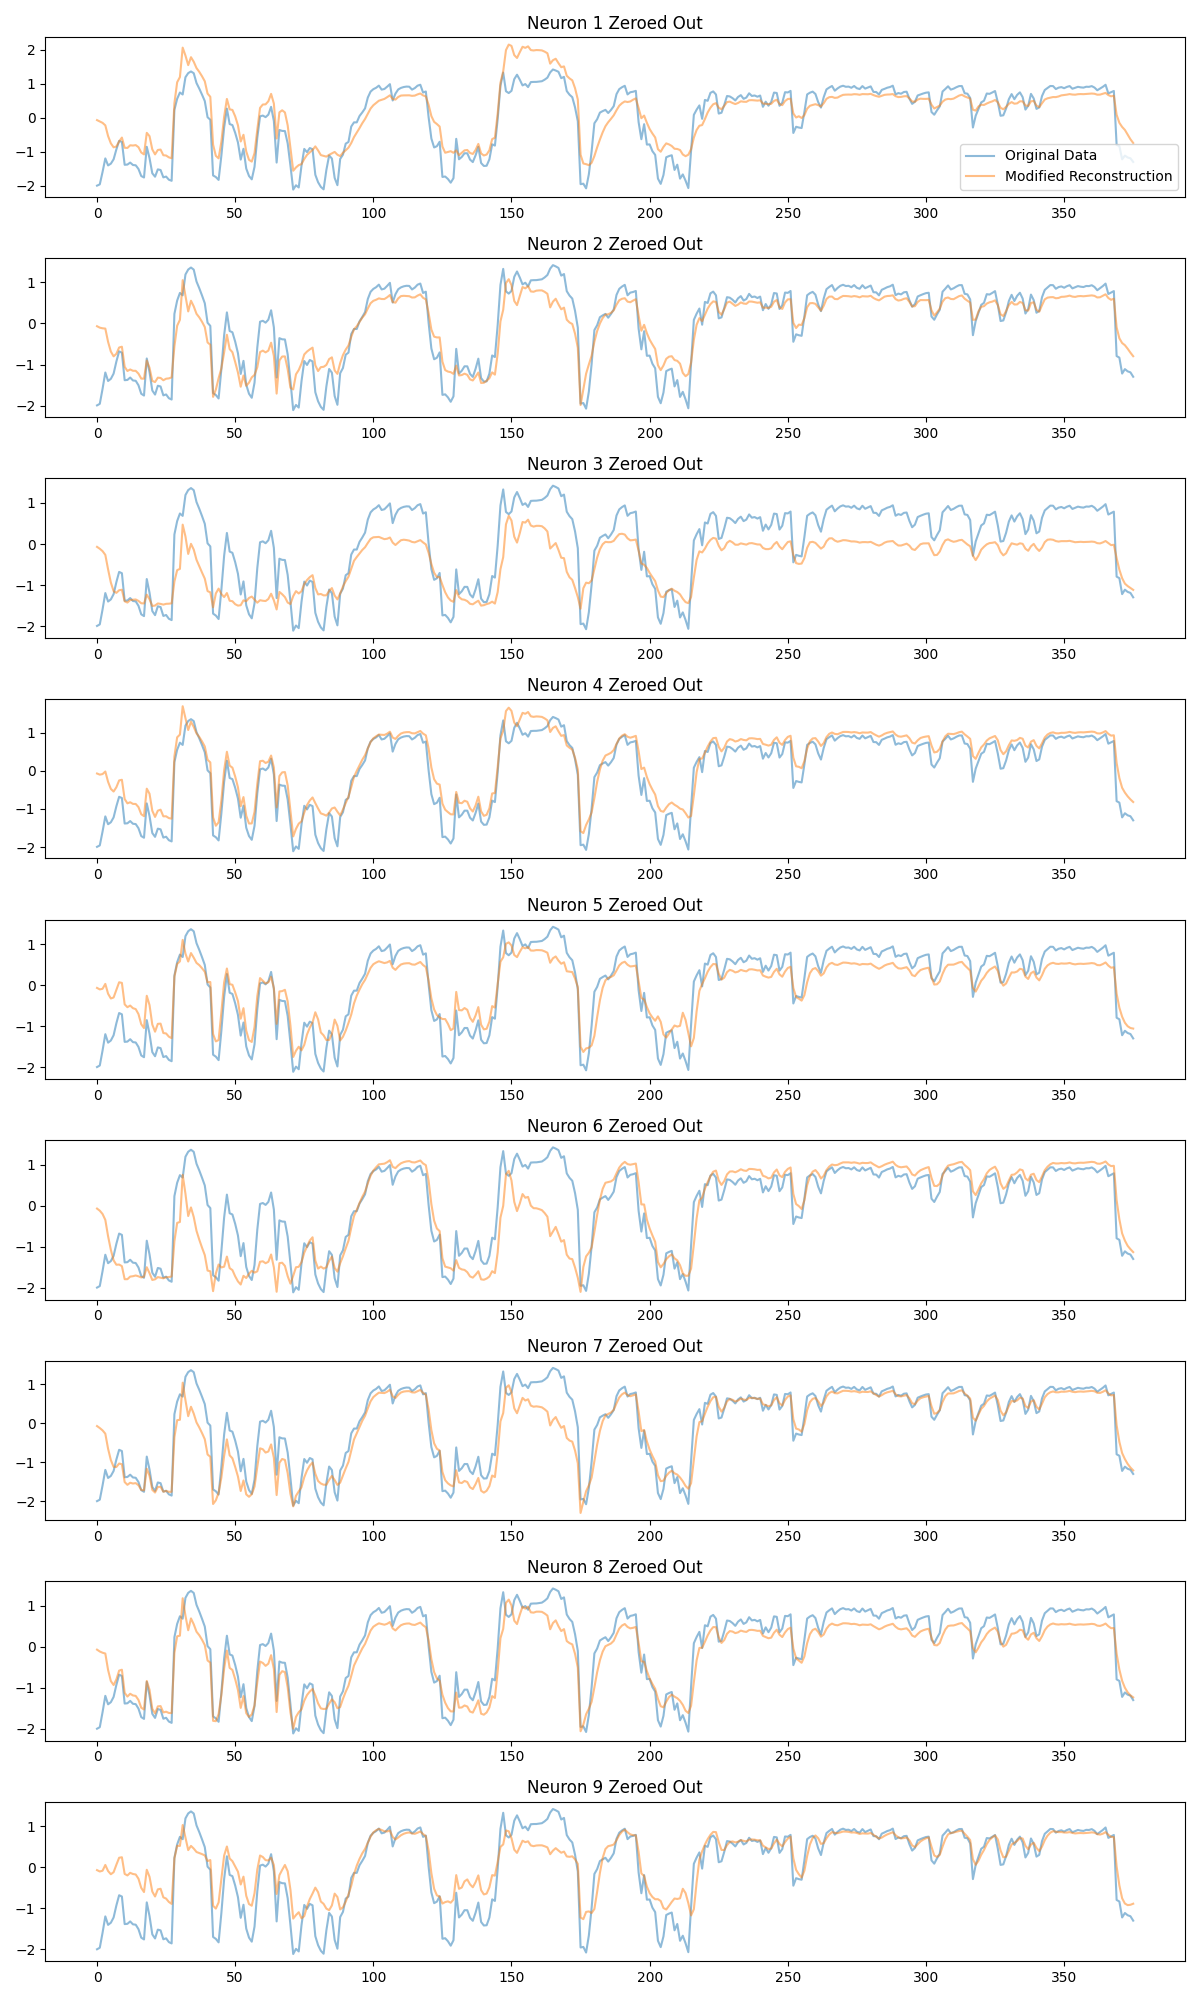 Neuron 1 Zeroed Out
2
1
0
−1
−2
Original Data
Modified Reconstruction
0 50 100 150 200 250 300 350
Neuron 2 Zeroed Out
1
0
−1
−2
0 50 100 150 200 250 300 350
Neuron 3 Zeroed Out
1
0
−1
−2
0 50 100 150 200 250 300 350
Neuron 4 Zeroed Out
1
0
−1
−2
0 50 100 150 200 250 300 350
Neuron 5 Zeroed Out
1
0
−1
−2
0 50 100 150 200 250 300 350
Neuron 6 Zeroed Out
1
0
−1
−2
0 50 100 150 200 250 300 350
Neuron 7 Zeroed Out
1
0
−1
−2
0 50 100 150 200 250 300 350
Neuron 8 Zeroed Out
1
0
−1
−2
0 50 100 150 200 250 300 350
Neuron 9 Zeroed Out
1
0
−1
−2
0 50 100 150 200 250 300 350